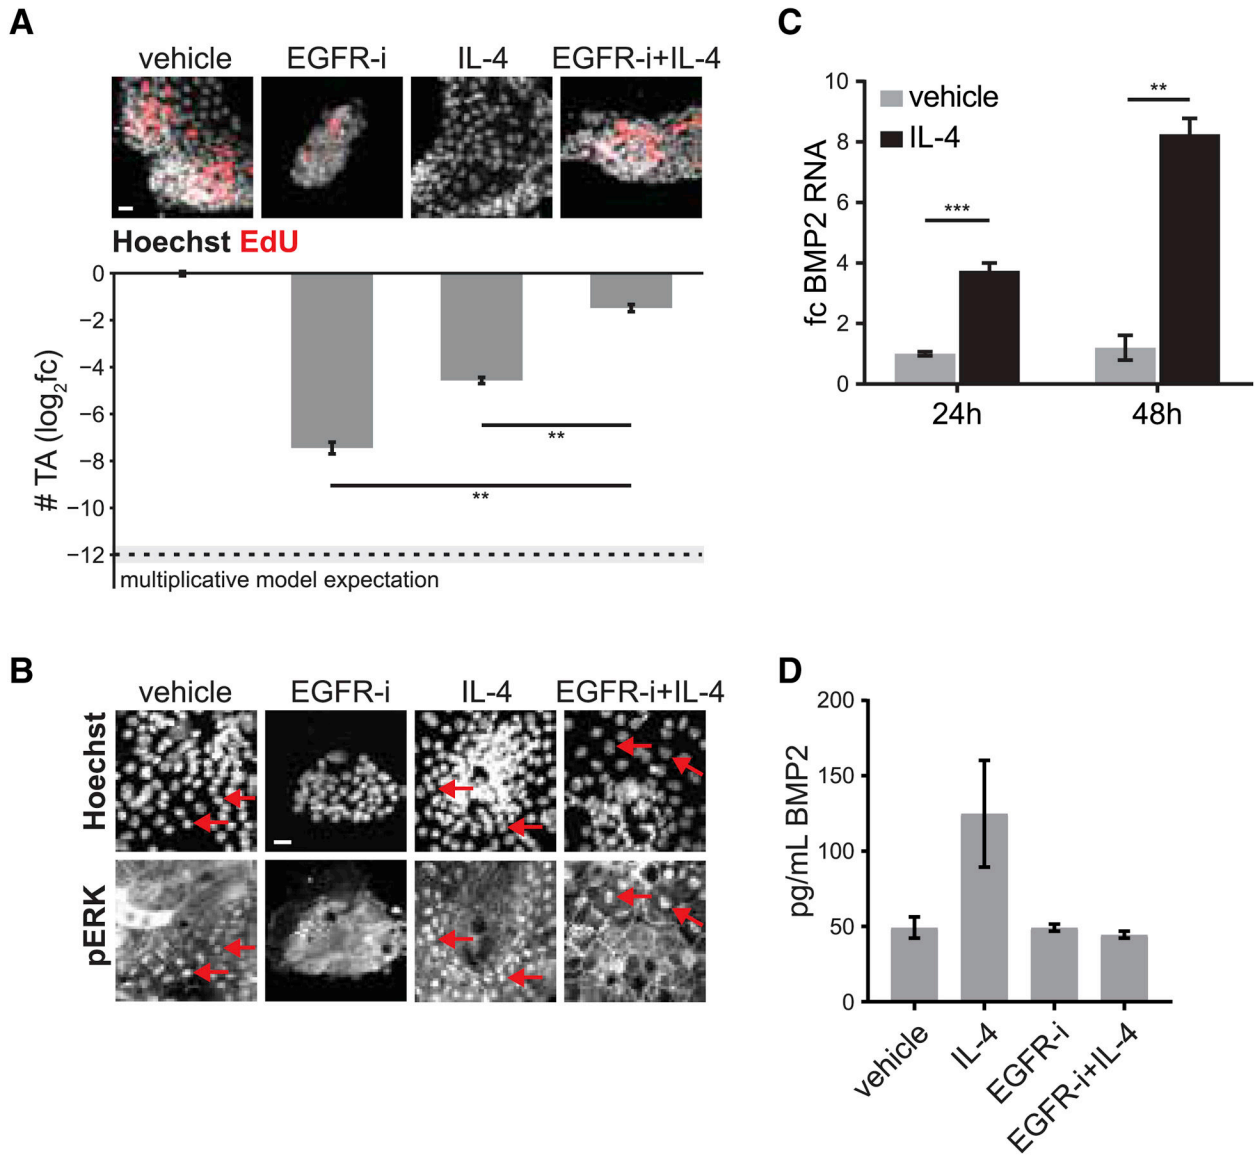 A
vehicle EGFR-i IL-4 EGFR-i+IL-4
Hoechst EdU
0
−2
−4
−6
−8
−10
−12
# TA (log2fc)
**
**
multiplicative model expectation
B
vehicle EGFR-i IL-4 EGFR-i+IL-4
Hoechst
pERK
C
vehicle
IL-4
fc BMP2 RNA
10
8
6
4
2
0
***
**
24h 48h
D
pg/mL BMP2
200
150
100
50
0
vehicle
IL-4
EGFR-i
EGFR-i+IL-4